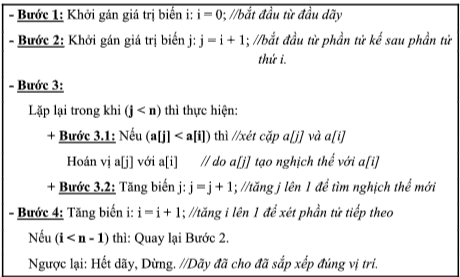 - Bước 1: Khởi gán giá trị biến i: i = 0; //bắt đầu từ đầu dãy
- Bước 2: Khởi gán giá trị biến j: j = i + 1; //bắt đầu từ phần tử kế sau phần tử
thứ i.
- Bước 3:
Lặp lại trong khi (j < n) thì thực hiện:
+ Bước 3.1: Nếu (a[j] < a[i]) thì //xét cặp a[j] và a[i]
Hoán vị a[j] với a[i] // do a[j] tạo nghịch thế với a[i]
+ Bước 3.2: Tăng biến j: j = j + 1; //tăng j lên 1 để tìm nghịch thế mới
- Bước 4: Tăng biến i: i = i + 1; //tăng i lên 1 để xét phần tử tiếp theo
Nếu (i < n - 1) thì: Quay lại Bước 2.
Ngược lại: Hết dãy, Dừng. //Dãy đã cho đã sắp xếp đúng vị trí.